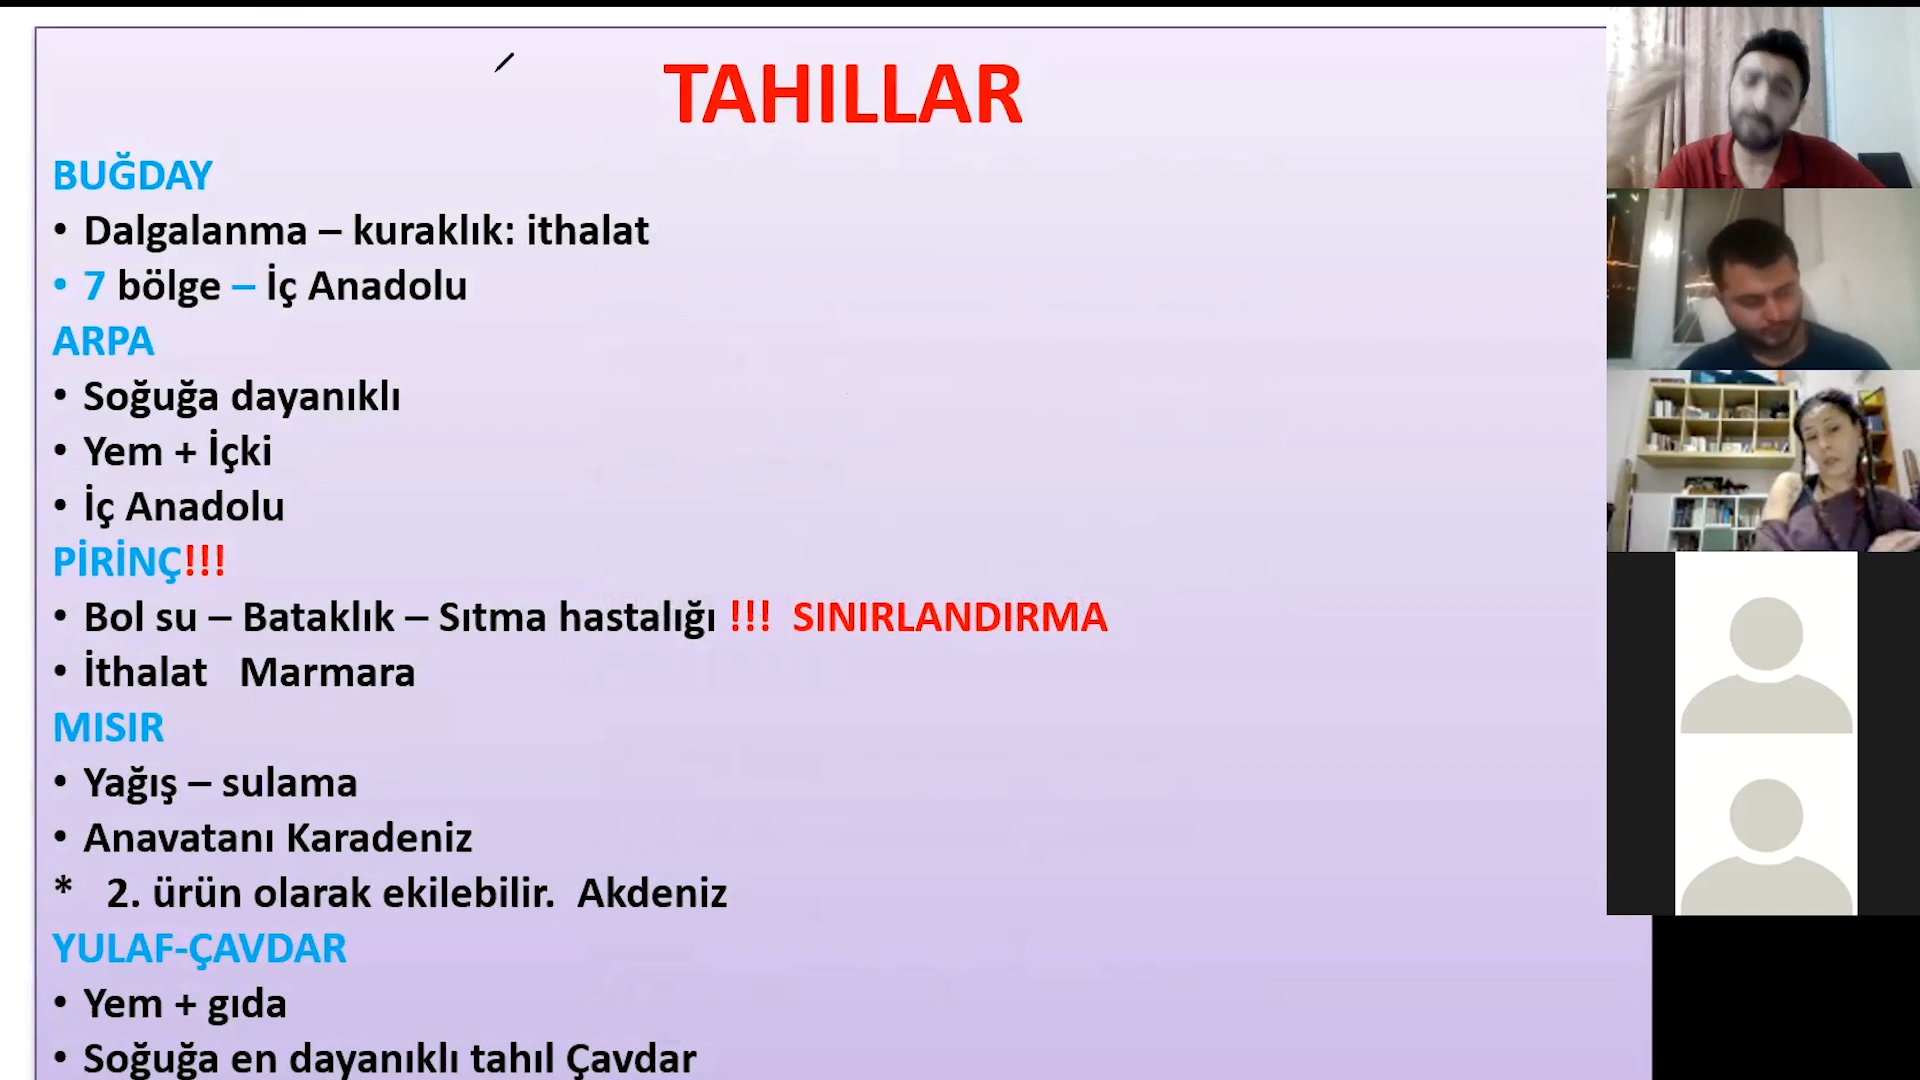 TAHILLAR
BUĞDAY
• Dalgalanma – kuraklık: ithalat
• 7 bölge – İç Anadolu
ARPA
• Soğuğa dayanıklı
• Yem + İçki
• İç Anadolu
PİRİNÇ!!!
• Bol su – Bataklık – Sıtma hastalığı !!! SINIRLANDIRMA
• İthalat Marmara
MISIR
• Yağış – sulama
• Anavatanı Karadeniz
* 2. ürün olarak ekilebilir. Akdeniz
YULAF-ÇAVDAR
• Yem + gıda
• Soğuğa en dayanıklı tahıl Çavdar